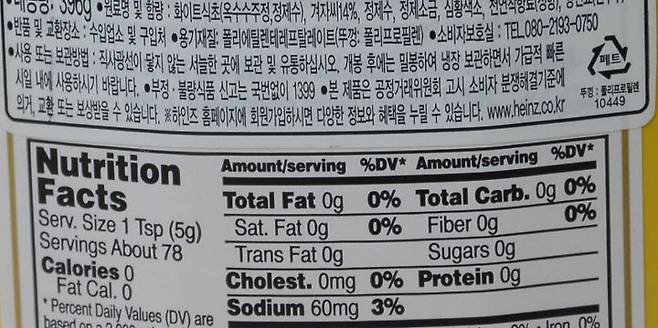 396g •원료명 및 함량 : 화이트식초(옥수수주정,정제수), 겨자씨14%, 정제수, 정제소금, 심황색소,
•반품 및 교환장소 : 수입업소 및 구입처 •용기재질: 폴리에틸렌테레프탈레이트(뚜껑: 폴리프로필렌) •소비자보호실 : TEL.080-2193-0750
•사용 또는 보관방법 : 직사광선이 닿지 않는 서늘한 곳에 보관 및 유통하십시오. 개봉 후에는 밀봉하여 냉장 보관하면서 가급적 빠른
시일 내에 사용하시기 바랍니다. •부정·불량식품 신고는 국번없이 1399 •본 제품은 공정거래위원회 고시 소비자 분쟁해결기준에
의거, 교환 또는 보상받을 수 있습니다. ※하인즈 홈페이지에 회원가입하시면 다양한 정보와 혜택을 누릴 수 있습니다. www.heinz.co.kr
페트
뚜껑 : 폴리프로필렌
10449
Nutrition
Facts
Serv. Size 1 Tsp (5g)
Servings About 78
Calories 0
Fat Cal. 0
* Percent Daily Values (DV) are
based on a 2,000
Amount/serving %DV* Amount/serving %DV*
Total Fat 0g 0% Total Carb. 0g 0%
Sat. Fat 0g 0% Fiber 0g 0%
Trans Fat 0g Sugars 0g
Cholest. 0mg 0% Protein 0g
Sodium 60mg 3%
0% • Iron 0%